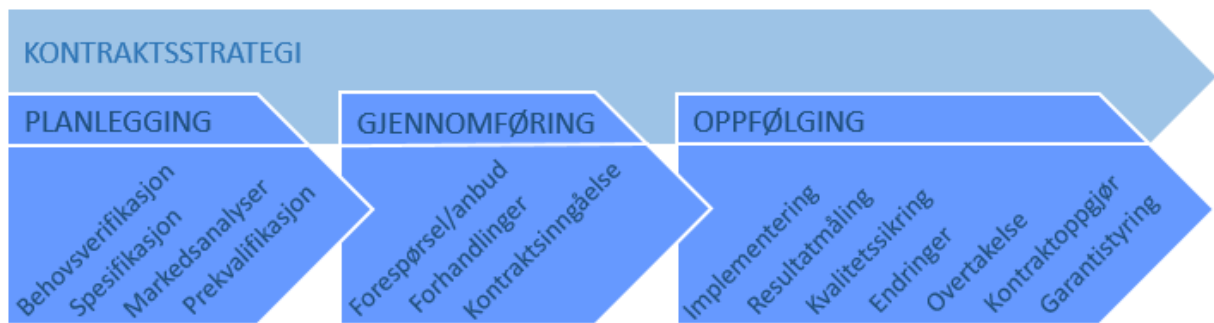 KONTRAKTSSTRATEGI
PLANLEGGING
Behovsverifikasjon
Spesifikasjon
Markedsanalyser
Prekvalifikasjon
GJENNOMFØRING
Forespørsel/anbud
Forhandlinger
Kontraktsinngåelse
OPPFØLGING
Implementering
Resultatmåling
Kvalitetssikring
Endringer
Overtakelse
Kontraktoppgjør
Garantistyring